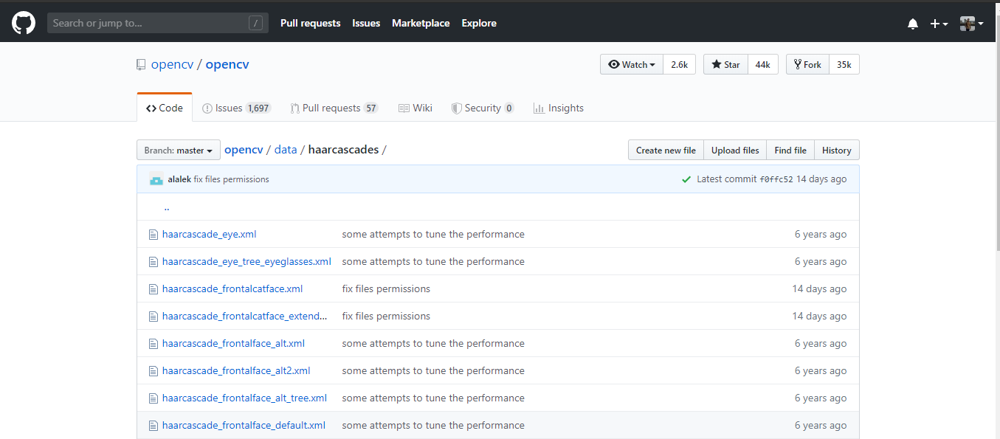 Search or jump to... / Pull requests Issues Marketplace Explore
opencv / opencv Watch 2.6k Star 44k Fork 35k
Code Issues 1,697 Pull requests 57 Wiki Security 0 Insights
Branch: master opencv / data / haarcascades / Create new file Upload files Find file History
alalek fix files permissions Latest commit f0ffc52 14 days ago
..
haarcascade_eye.xml some attempts to tune the performance 6 years ago
haarcascade_eye_tree_eyeglasses.xml some attempts to tune the performance 6 years ago
haarcascade_frontalcatface.xml fix files permissions 14 days ago
haarcascade_frontalcatface_extend... fix files permissions 14 days ago
haarcascade_frontalface_alt.xml some attempts to tune the performance 6 years ago
haarcascade_frontalface_alt2.xml some attempts to tune the performance 6 years ago
haarcascade_frontalface_alt_tree.xml some attempts to tune the performance 6 years ago
haarcascade_frontalface_default.xml some attempts to tune the performance 6 years ago